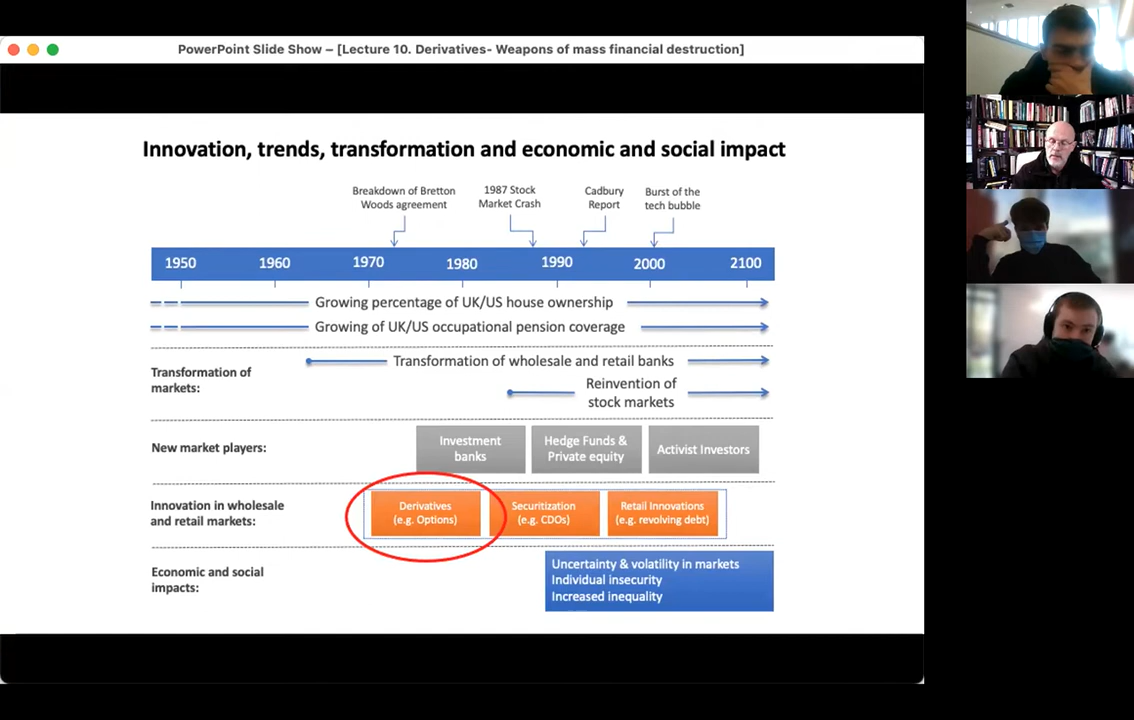 PowerPoint Slide Show – [Lecture 10. Derivatives- Weapons of mass financial destruction]
Innovation, trends, transformation and economic and social impact
Breakdown of Bretton
Woods agreement
1987 Stock
Market Crash
Cadbury
Report
Burst of the
tech bubble
1950 1960 1970 1980 1990 2000 2100
Growing percentage of UK/US house ownership
Growing of UK/US occupational pension coverage
Transformation of
markets:
Transformation of wholesale and retail banks
Reinvention of
stock markets
New market players:
Investment
banks
Hedge Funds &
Private equity
Activist Investors
Innovation in wholesale
and retail markets:
Derivatives
(e.g. Options)
Securitization
(e.g. CDOs)
Retail Innovations
(e.g. revolving debt)
Economic and social
impacts:
Uncertainty & volatility in markets
Individual insecurity
Increased inequality